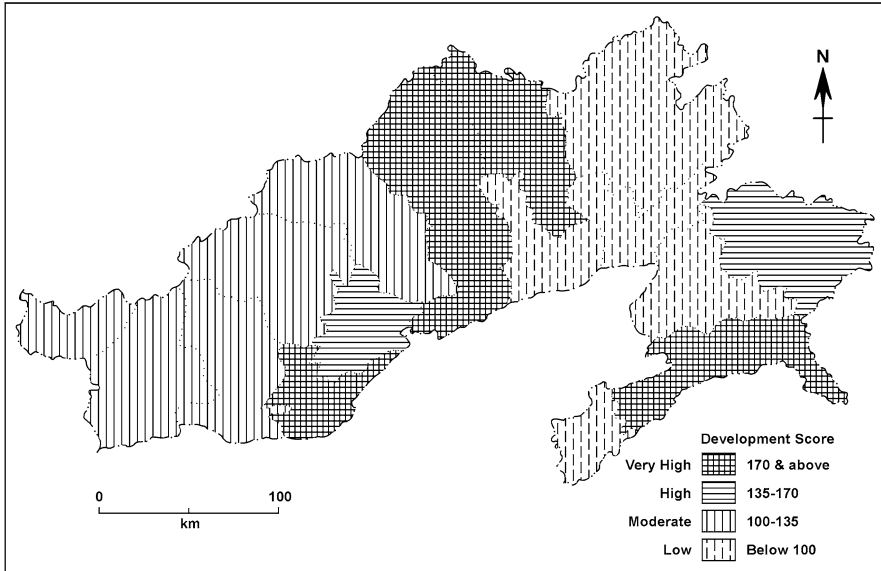 N
Development Score
Very High 170 & above
High 135-170
Moderate 100-135
Low Below 100
0 100
km